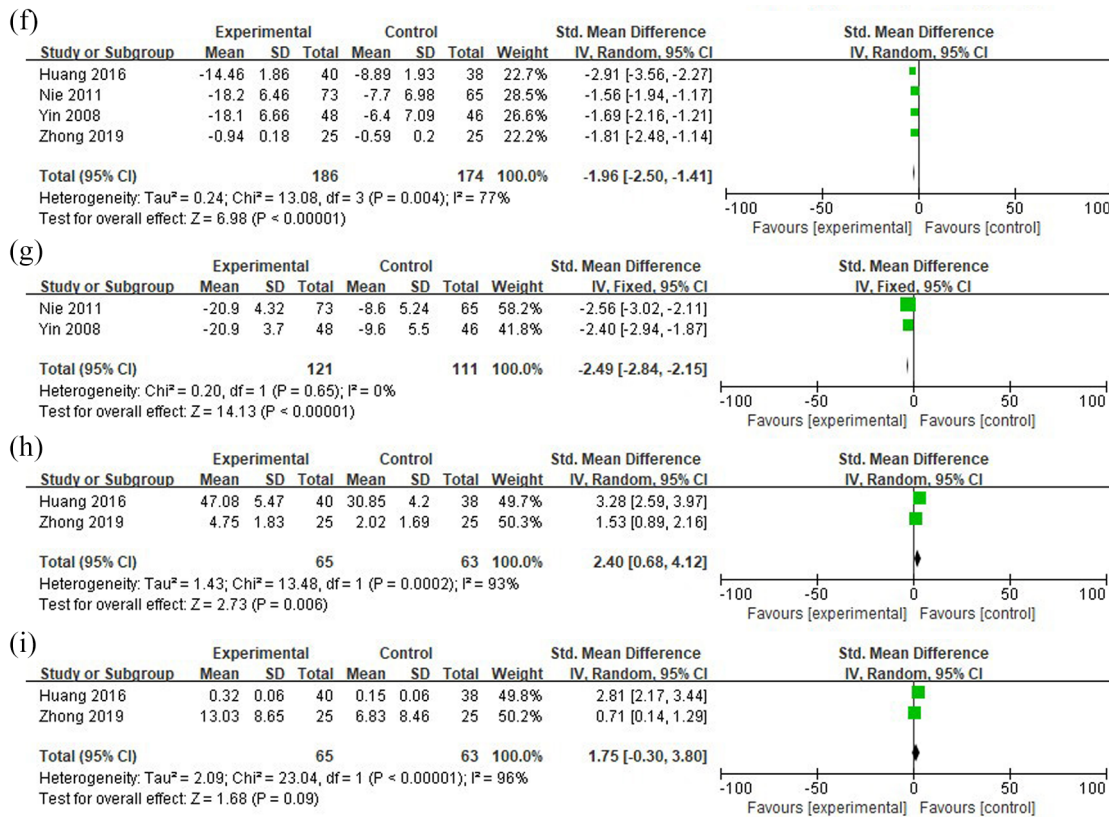 (f)
Experimental Control Std. Mean Difference Std. Mean Difference
Study or Subgroup Mean SD Total Mean SD Total Weight IV, Random, 95% CI IV, Random, 95% CI
Huang 2016 -14.46 1.86 40 -8.89 1.93 38 22.7% -2.91 [-3.56, -2.27]
Nie 2011 -18.2 6.46 73 -7.7 6.98 65 28.5% -1.56 [-1.94, -1.17]
Yin 2008 -18.1 6.66 48 -6.4 7.09 46 26.6% -1.69 [-2.16, -1.21]
Zhong 2019 -0.94 0.18 25 -0.59 0.2 25 22.2% -1.81 [-2.48, -1.14]
Total (95% CI) 186 174 100.0% -1.96 [-2.50, -1.41]
Heterogeneity: Tau² = 0.24; Chi² = 13.08, df = 3 (P = 0.004); I² = 77%
Test for overall effect: Z = 6.98 (P < 0.00001)
-100 -50 0 50 100
Favours [experimental] Favours [control]
(g)
Experimental Control Std. Mean Difference Std. Mean Difference
Study or Subgroup Mean SD Total Mean SD Total Weight IV, Fixed, 95% CI IV, Fixed, 95% CI
Nie 2011 -20.9 4.32 73 -8.6 5.24 65 58.2% -2.56 [-3.02, -2.11]
Yin 2008 -20.9 3.7 48 -9.6 5.5 46 41.8% -2.40 [-2.94, -1.87]
Total (95% CI) 121 111 100.0% -2.49 [-2.84, -2.15]
Heterogeneity: Chi² = 0.20, df = 1 (P = 0.65); I² = 0%
Test for overall effect: Z = 14.13 (P < 0.00001)
-100 -50 0 50 100
Favours [experimental] Favours [control]
(h)
Experimental Control Std. Mean Difference Std. Mean Difference
Study or Subgroup Mean SD Total Mean SD Total Weight IV, Random, 95% CI IV, Random, 95% CI
Huang 2016 47.08 5.47 40 30.85 4.2 38 49.7% 3.28 [2.59, 3.97]
Zhong 2019 4.75 1.83 25 2.02 1.69 25 50.3% 1.53 [0.89, 2.16]
Total (95% CI) 65 63 100.0% 2.40 [0.68, 4.12]
Heterogeneity: Tau² = 1.43; Chi² = 13.48, df = 1 (P = 0.0002); I² = 93%
Test for overall effect: Z = 2.73 (P = 0.006)
-100 -50 0 50 100
Favours [experimental] Favours [control]
(i)
Experimental Control Std. Mean Difference Std. Mean Difference
Study or Subgroup Mean SD Total Mean SD Total Weight IV, Random, 95% CI IV, Random, 95% CI
Huang 2016 0.32 0.06 40 0.15 0.06 38 49.8% 2.81 [2.17, 3.44]
Zhong 2019 13.03 8.65 25 6.83 8.46 25 50.2% 0.71 [0.14, 1.29]
Total (95% CI) 65 63 100.0% 1.75 [-0.30, 3.80]
Heterogeneity: Tau² = 2.09; Chi² = 23.04, df = 1 (P < 0.00001); I² = 96%
Test for overall effect: Z = 1.68 (P = 0.09)
-100 -50 0 50 100
Favours [experimental] Favours [control]